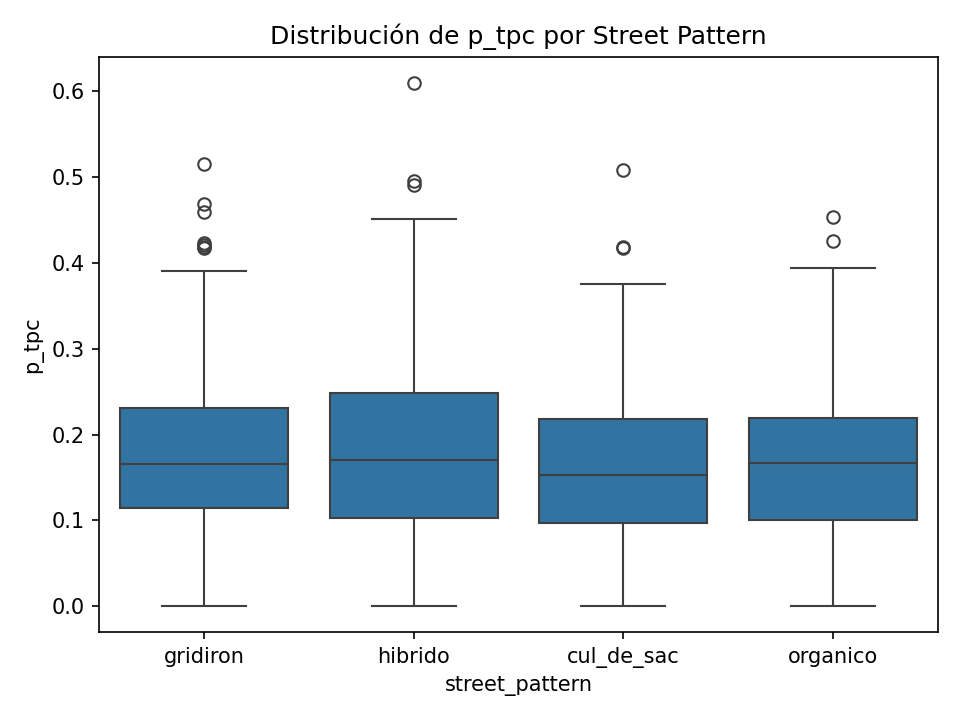 Distribución de p_tpc por Street Pattern
p_tpc
0.6
0.5
0.4
0.3
0.2
0.1
0.0
gridiron
hibrido
cul_de_sac
organico
street_pattern